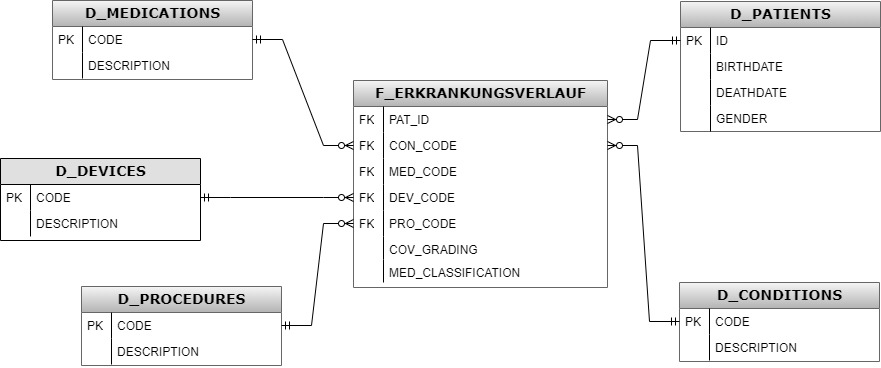 D_MEDICATIONS
PK CODE
DESCRIPTION
D_PATIENTS
PK ID
BIRTHDATE
DEATHDATE
GENDER
F_ERKRANKUNGSVERLAUF
FK PAT_ID
FK CON_CODE
FK MED_CODE
FK DEV_CODE
FK PRO_CODE
COV_GRADING
MED_CLASSIFICATION
D_DEVICES
PK CODE
DESCRIPTION
D_PROCEDURES
PK CODE
DESCRIPTION
D_CONDITIONS
PK CODE
DESCRIPTION